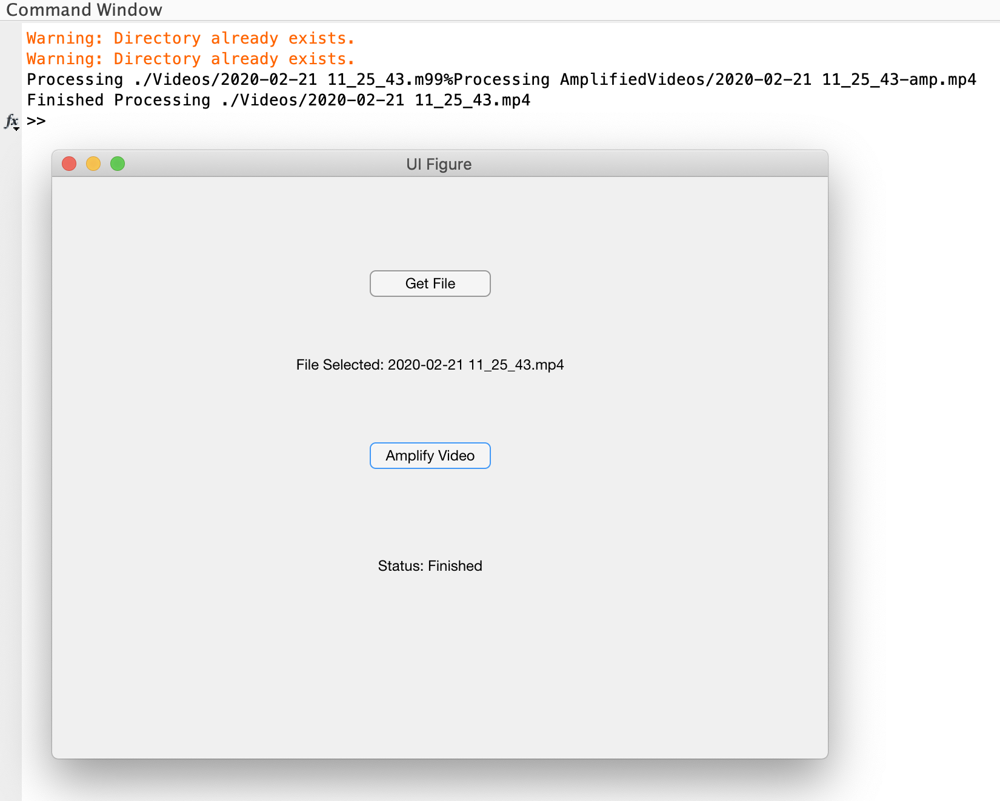 Command Window
Warning: Directory already exists.
Warning: Directory already exists.
Processing ./Videos/2020-02-21 11_25_43.m99%Processing AmplifiedVideos/2020-02-21 11_25_43-amp.mp4
Finished Processing ./Videos/2020-02-21 11_25_43.mp4
fx >>
UI Figure
Get File
File Selected: 2020-02-21 11_25_43.mp4
Amplify Video
Status: Finished